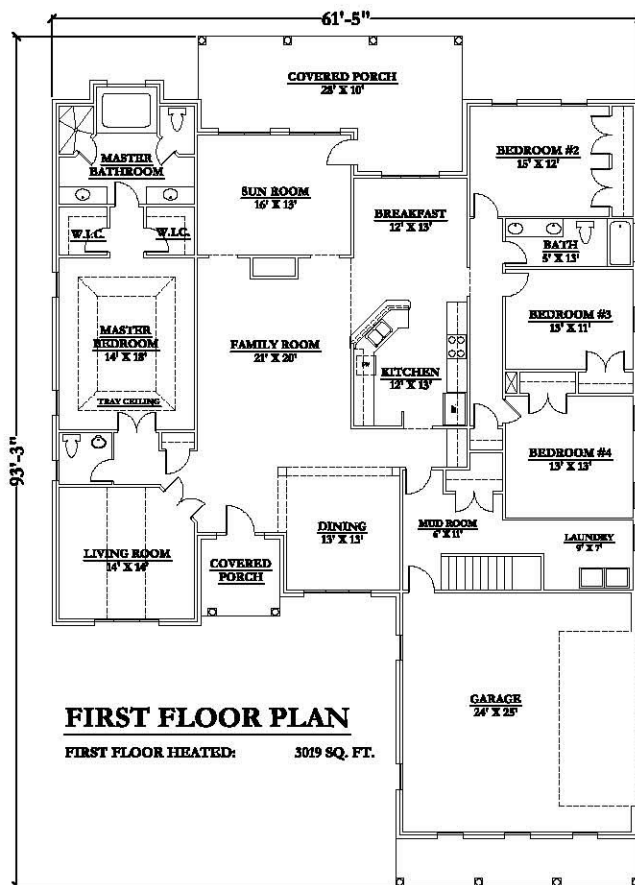 61'-5"
COVERED PORCH
28' X 10'
MASTER
BATHROOM
BEDROOM #2
15' X 12'
SUN ROOM
16' X 13'
BREAKFAST
12' X 13'
W.I.C.
W.I.C.
BATH
5' X 13'
MASTER
BEDROOM
14' X 18'
TRAY CEILING
FAMILY ROOM
21' X 20'
BEDROOM #3
13' X 11'
KITCHEN
12' X 13'
BEDROOM #4
13' X 13'
93'-3"
LIVING ROOM
14' X 14'
COVERED
PORCH
DINING
13' X 13'
MUD ROOM
6' X 11'
LAUNDRY
9' X 7'
GARAGE
24' X 25'
FIRST FLOOR PLAN
FIRST FLOOR HEATED: 3019 SQ. FT.